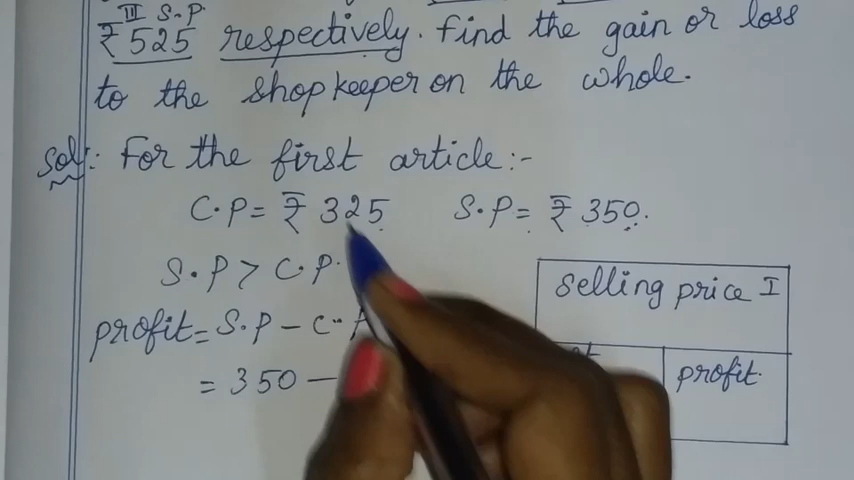 III S.P.
₹525 respectively. Find the gain or loss
to the shopkeeper on the whole.
Sol: For the first article:-
C.P = ₹ 325 S.P = ₹ 350.
S.P > C.P.
selling price I
profit = S.P - C.P
profit.
= 350 -